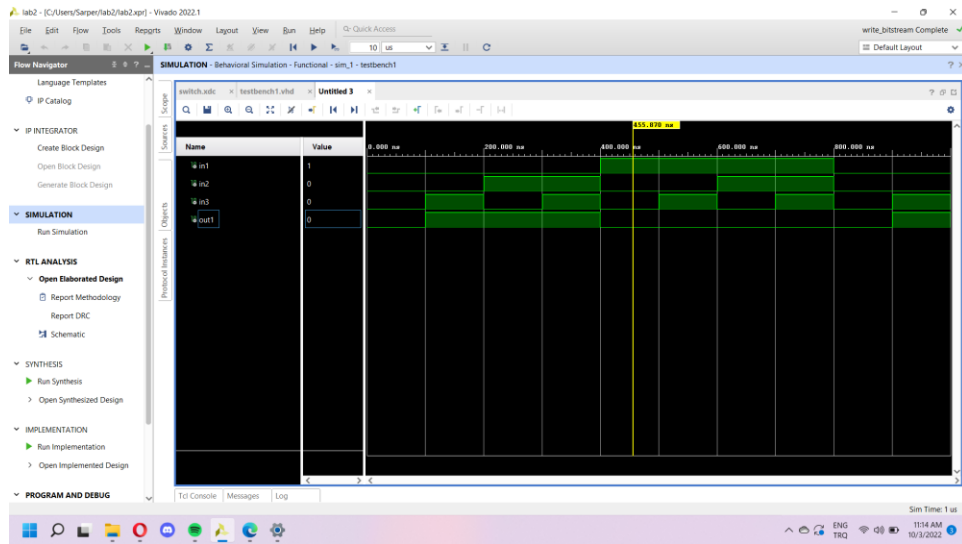 lab2 - [C:/Users/Sarper/lab2/lab2.xpr] - Vivado 2022.1
File Edit Flow Tools Reports Window Layout View Run Help Quick Access write_bitstream Complete
10 us Default Layout
Flow Navigator SIMULATION - Behavioral Simulation - Functional - sim_1 - testbench1
Language Templates
IP Catalog
IP INTEGRATOR
Create Block Design
Open Block Design
Generate Block Design
SIMULATION
Run Simulation
RTL ANALYSIS
Open Elaborated Design
Report Methodology
Report DRC
Schematic
SYNTHESIS
Run Synthesis
Open Synthesized Design
IMPLEMENTATION
Run Implementation
Open Implemented Design
PROGRAM AND DEBUG
Scope
Sources
Objects
Protocol Instances
switch.xdc testbench1.vhd Untitled 3
455.870 ns
Name Value 0.000 ns 200.000 ns 400.000 ns 600.000 ns 800.000 ns
in1 1
in2 0
in3 0
out1 0
Tcl Console Messages Log
Sim Time: 1 us
ENG
TRQ
11:14 AM
10/3/2022
3